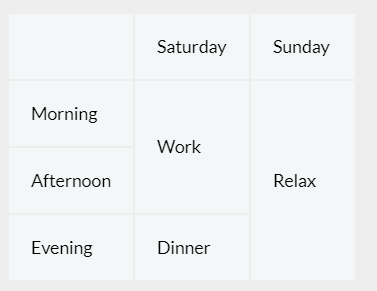 Saturday Sunday
Morning
Work
Afternoon Relax
Evening Dinner